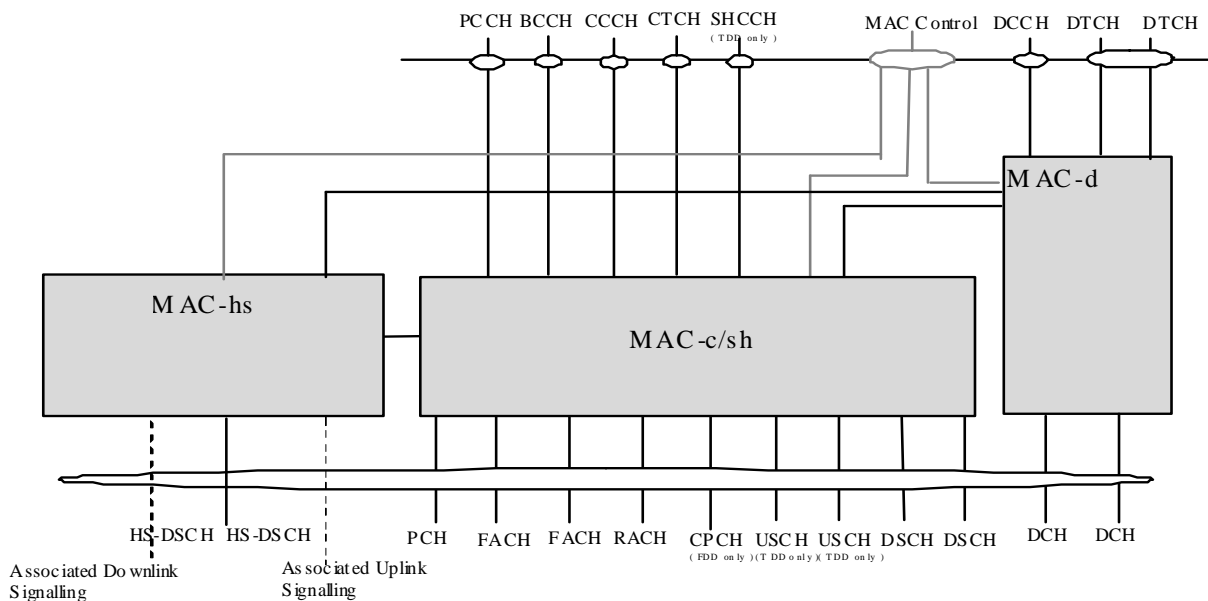 PCCH BCCH CCCH CTCH SHCCH MAC Control DCCH DTCH DTCH
( TDD only )
MAC-d
MAC-hs
MAC-c/sh
HS-DSCH HS-DSCH PCH FACH FACH RACH CPCH USCH USCH DSCH DSCH DCH DCH
( FDD only ) ( TDD only ) ( TDD only )
Associated Downlink
Signalling
Associated Uplink
Signalling